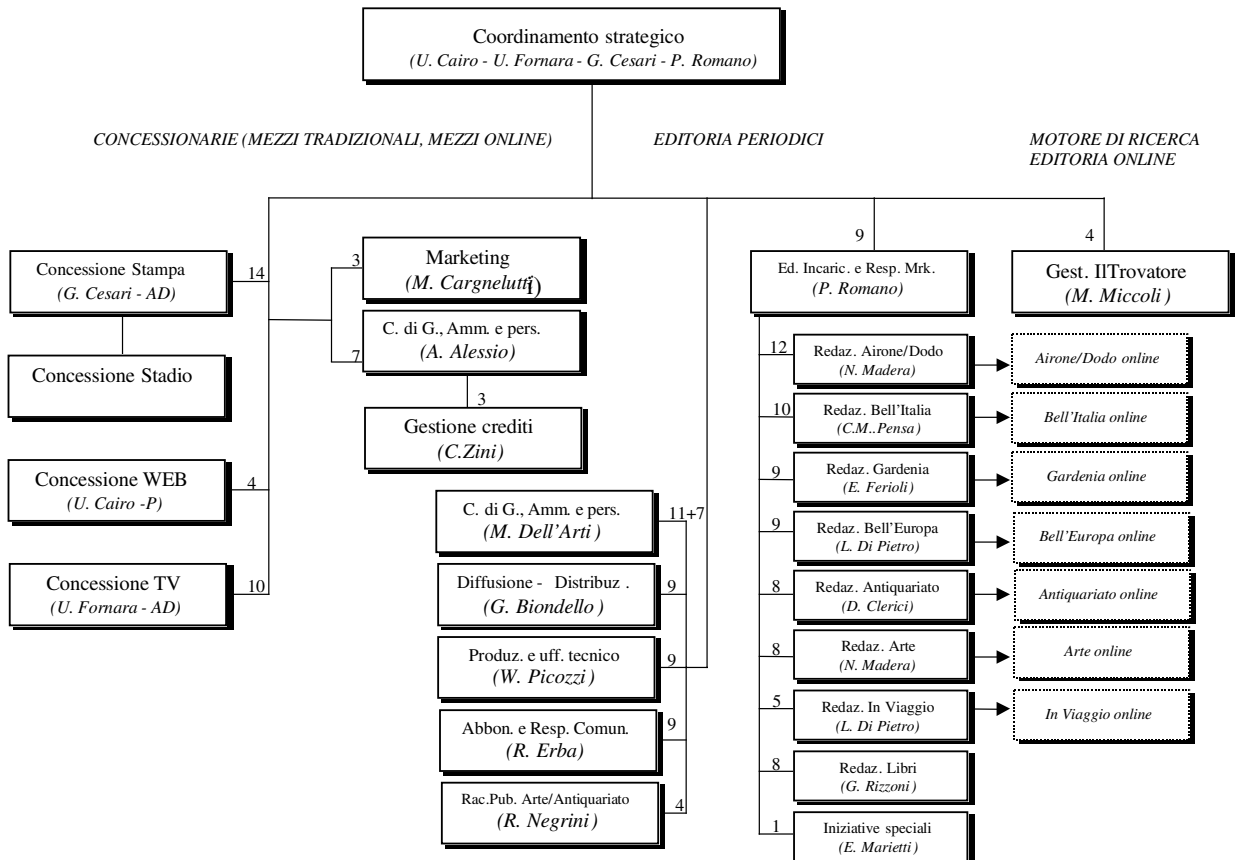 Coordinamento strategico
(U. Cairo - U. Fornara - G. Cesari - P. Romano)
CONCESSIONARIE (MEZZI TRADIZIONALI, MEZZI ONLINE)
EDITORIA PERIODICI
MOTORE DI RICERCA
EDITORIA ONLINE
Concessione Stampa
(G. Cesari - AD)
14
Concessione Stadio
Concessione WEB
(U. Cairo -P)
4
Concessione TV
(U. Fornara - AD)
10
3
Marketing
(M. Cargnelutti)
7
C. di G., Amm. e pers.
(A. Alessio)
3
Gestione crediti
(C.Zini)
C. di G., Amm. e pers.
(M. Dell'Arti)
11+7
Diffusione - Distribuz .
(G. Biondello)
9
Produz. e uff. tecnico
(W. Picozzi)
9
Abbon. e Resp. Comun.
(R. Erba)
9
Rac.Pub. Arte/Antiquariato
(R. Negrini)
4
9
Ed. Incaric. e Resp. Mrk.
(P. Romano)
12
Redaz. Airone/Dodo
(N. Madera)
10
Redaz. Bell'Italia
(C.M..Pensa)
9
Redaz. Gardenia
(E. Ferioli)
9
Redaz. Bell'Europa
(L. Di Pietro)
8
Redaz. Antiquariato
(D. Clerici)
8
Redaz. Arte
(N. Madera)
5
Redaz. In Viaggio
(L. Di Pietro)
8
Redaz. Libri
(G. Rizzoni)
1
Iniziative speciali
(E. Marietti)
4
Gest. IlTrovatore
(M. Miccoli)
Airone/Dodo online
Bell'Italia online
Gardenia online
Bell'Europa online
Antiquariato online
Arte online
In Viaggio online